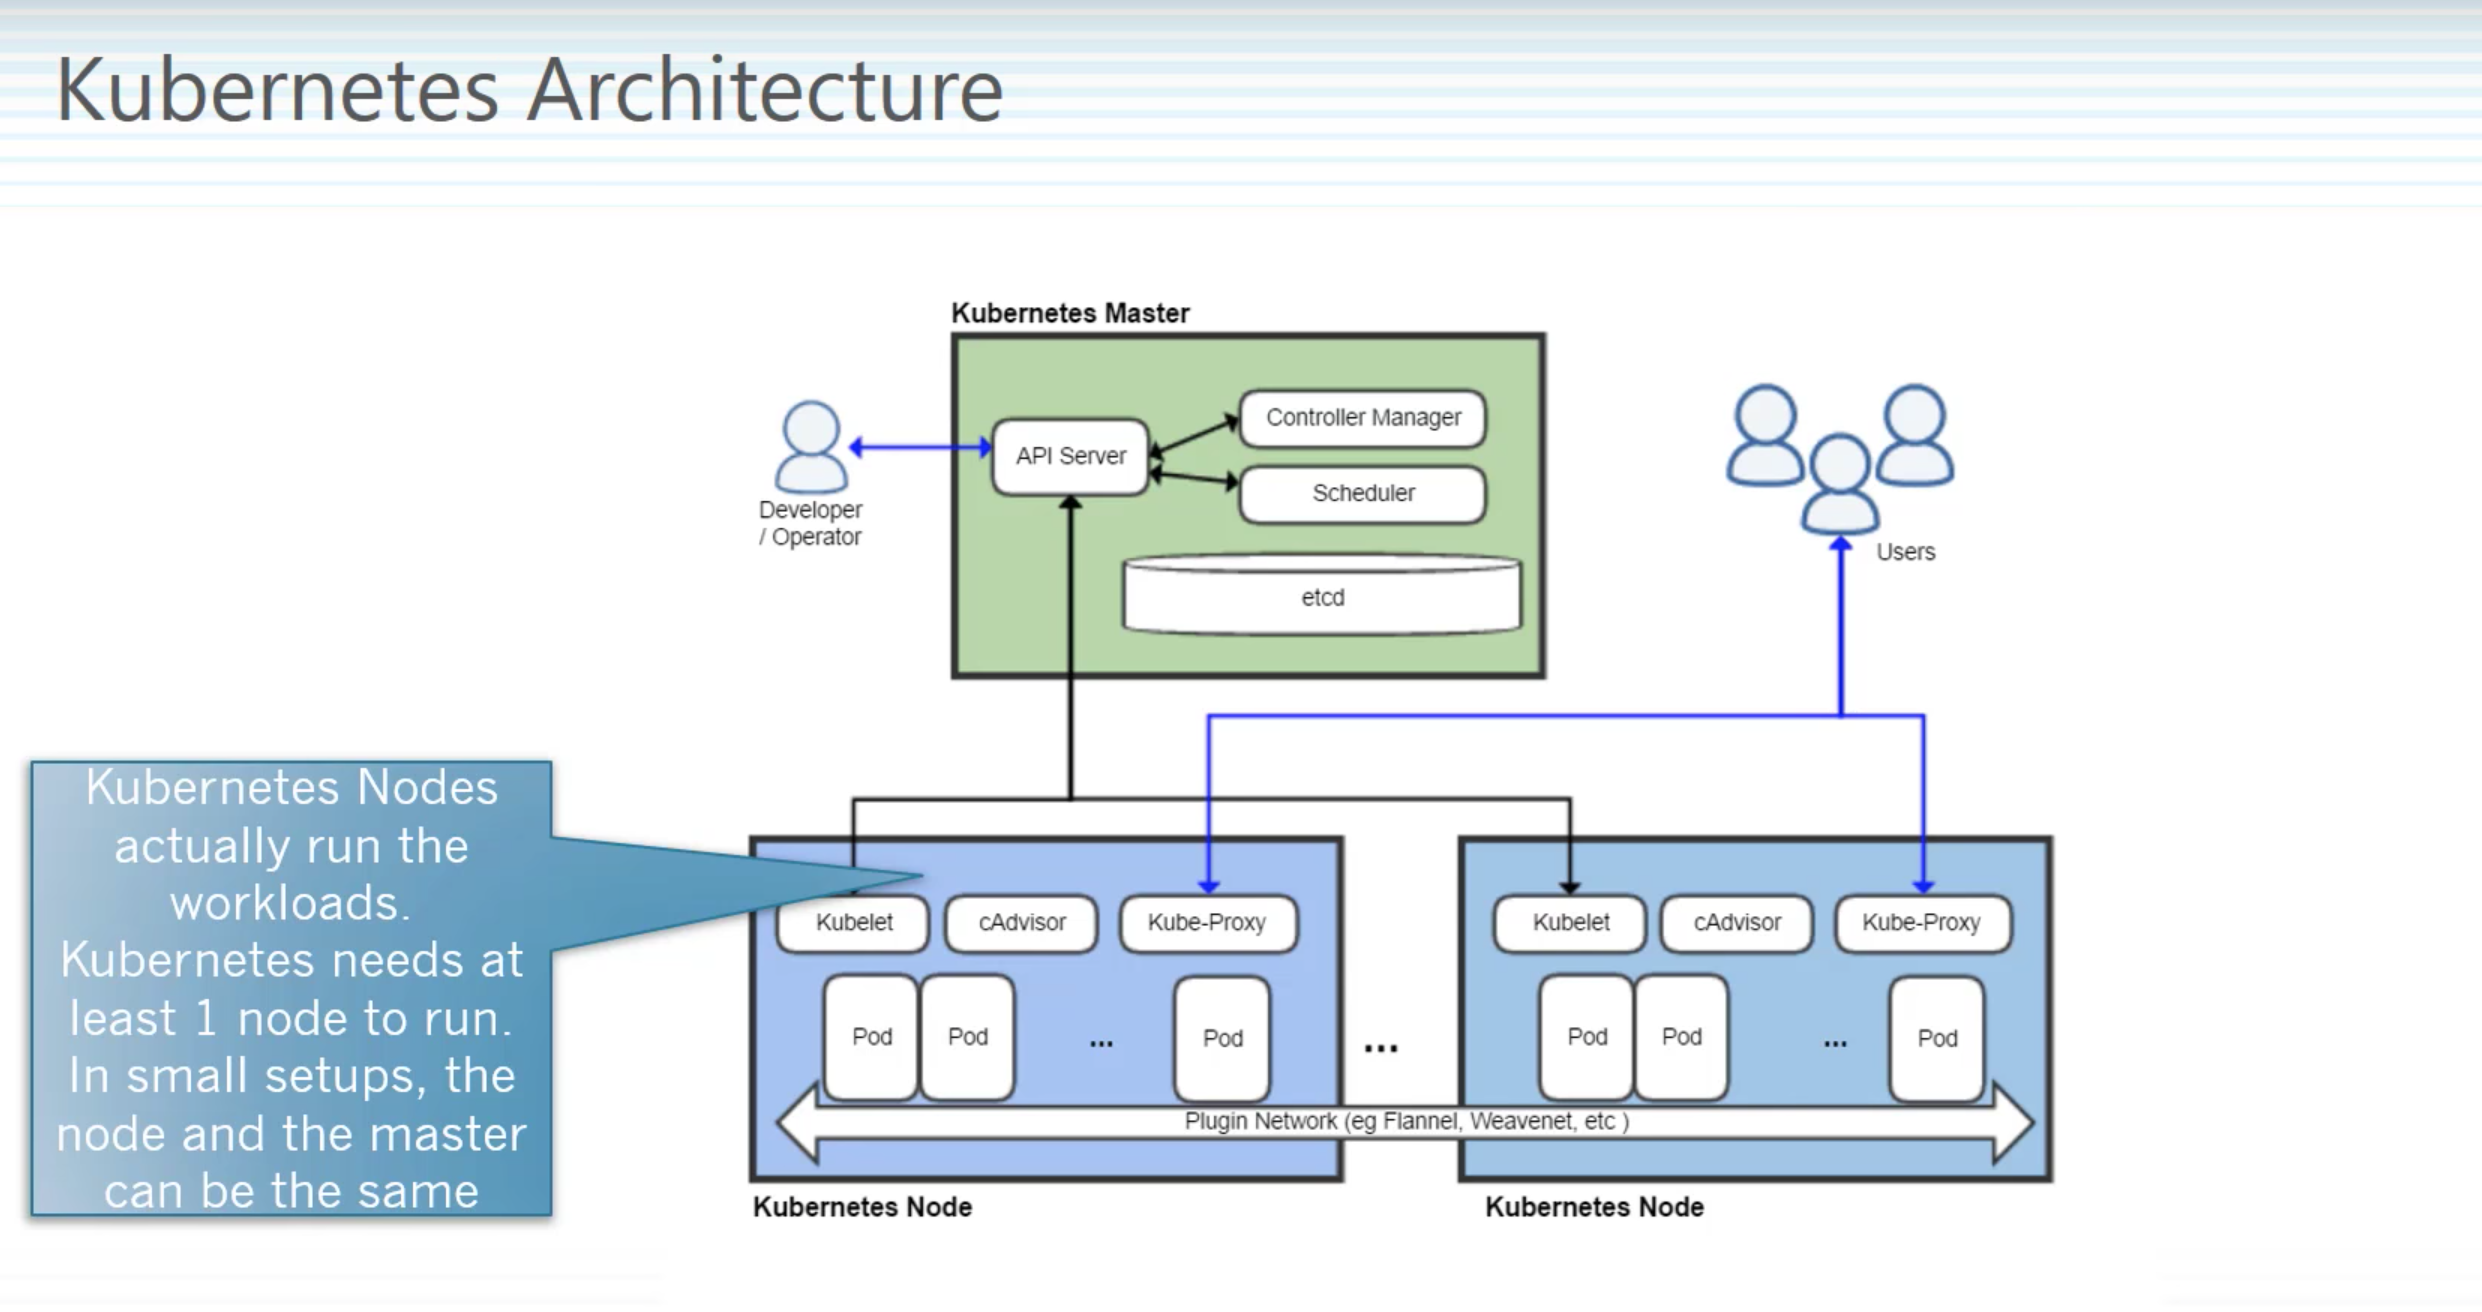 Kubernetes Architecture
Kubernetes Master
Controller Manager
API Server
Scheduler
etcd
Developer
/ Operator
Users
Kubernetes Nodes
actually run the
workloads.
Kubernetes needs at
least 1 node to run.
In small setups, the
node and the master
can be the same
Kubelet
cAdvisor
Kube-Proxy
Pod
Pod
...
Pod
...
Kubelet
cAdvisor
Kube-Proxy
Pod
Pod
...
Pod
Plugin Network (eg Flannel, Weavenet, etc )
Kubernetes Node
Kubernetes Node